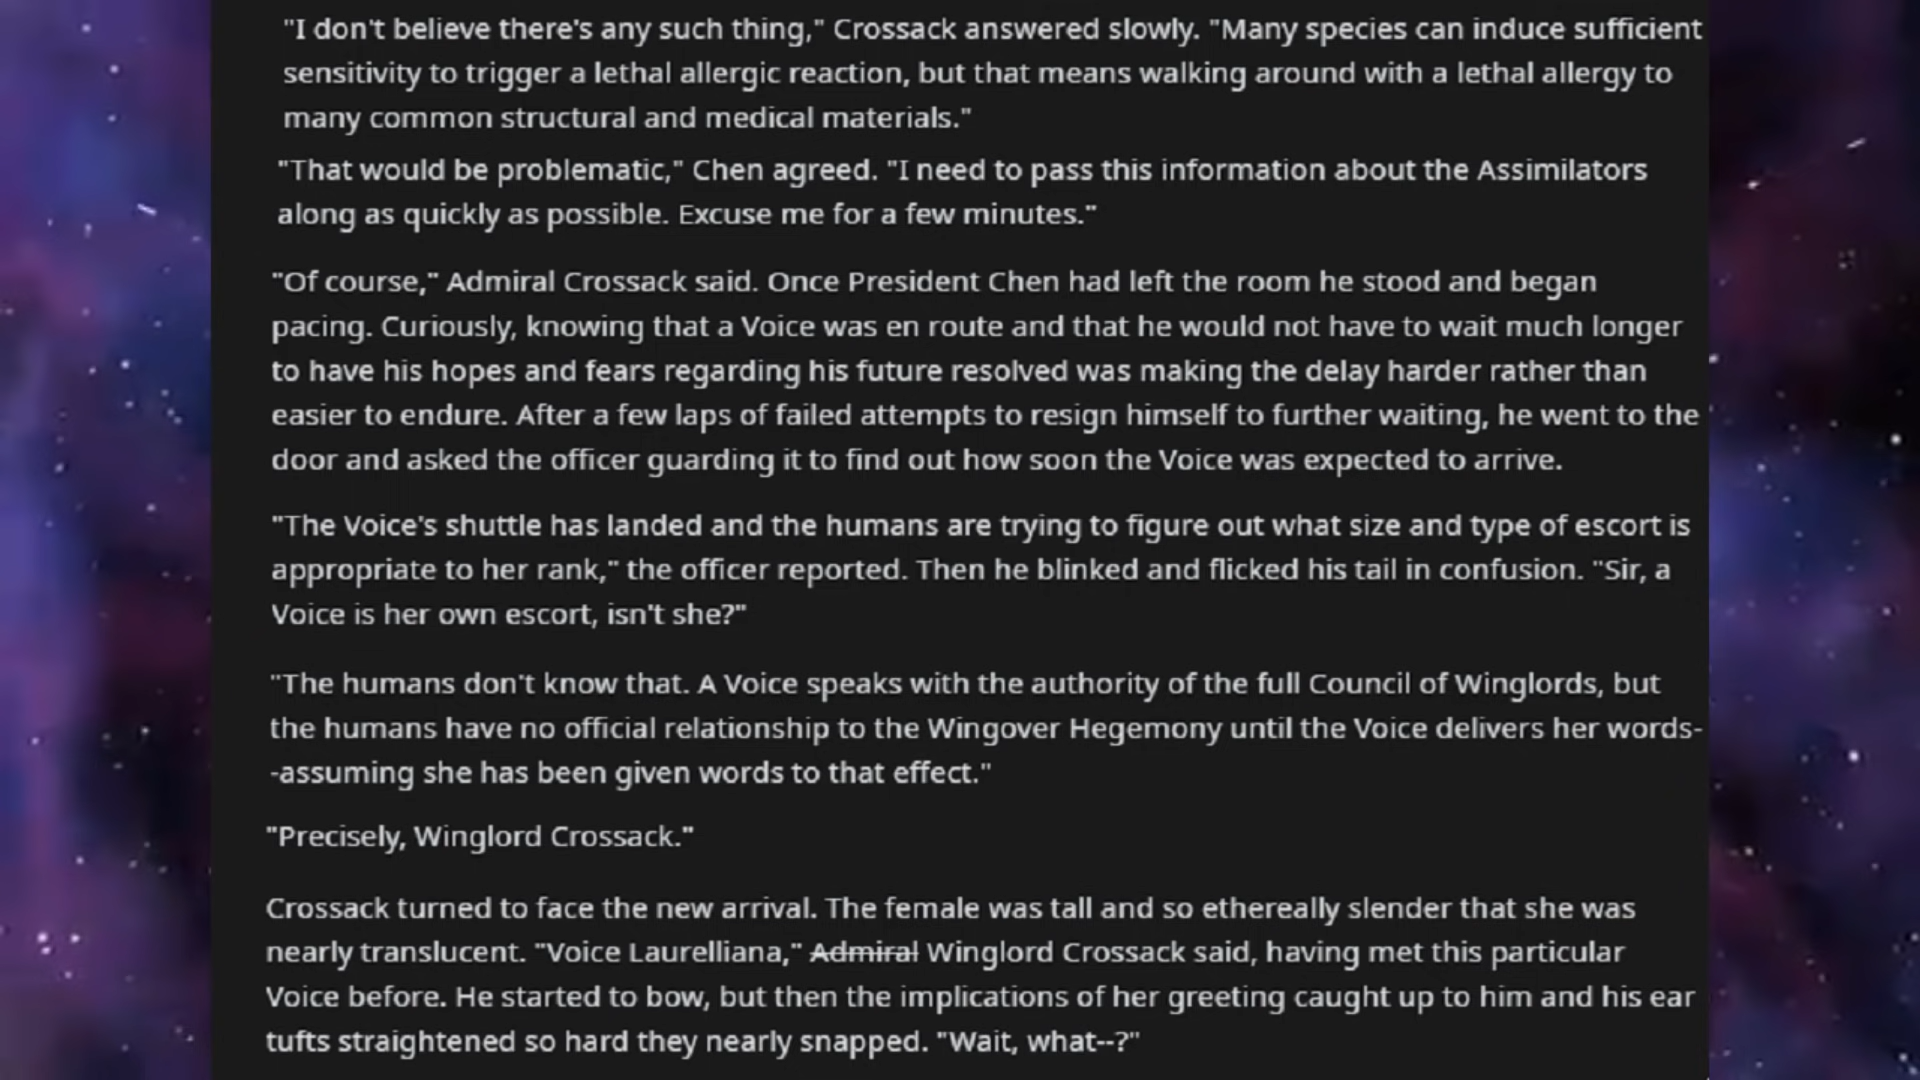 "I don't believe there's any such thing," Crossack answered slowly. "Many species can induce sufficient
sensitivity to trigger a lethal allergic reaction, but that means walking around with a lethal allergy to
many common structural and medical materials."
"That would be problematic," Chen agreed. "I need to pass this information about the Assimilators
along as quickly as possible. Excuse me for a few minutes."
"Of course," Admiral Crossack said. Once President Chen had left the room he stood and began
pacing. Curiously, knowing that a Voice was en route and that he would not have to wait much longer
to have his hopes and fears regarding his future resolved was making the delay harder rather than
easier to endure. After a few laps of failed attempts to resign himself to further waiting, he went to the
door and asked the officer guarding it to find out how soon the Voice was expected to arrive.
"The Voice's shuttle has landed and the humans are trying to figure out what size and type of escort is
appropriate to her rank," the officer reported. Then he blinked and flicked his tail in confusion. "Sir, a
Voice is her own escort, isn't she?"
"The humans don't know that. A Voice speaks with the authority of the full Council of Winglords, but
the humans have no official relationship to the Wingover Hegemony until the Voice delivers her words-
-assuming she has been given words to that effect."
"Precisely, Winglord Crossack."
Crossack turned to face the new arrival. The female was tall and so ethereally slender that she was
nearly translucent. "Voice Laurelliana," Admiral Winglord Crossack said, having met this particular
Voice before. He started to bow, but then the implications of her greeting caught up to him and his ear
tufts straightened so hard they nearly snapped. "Wait, what--?"